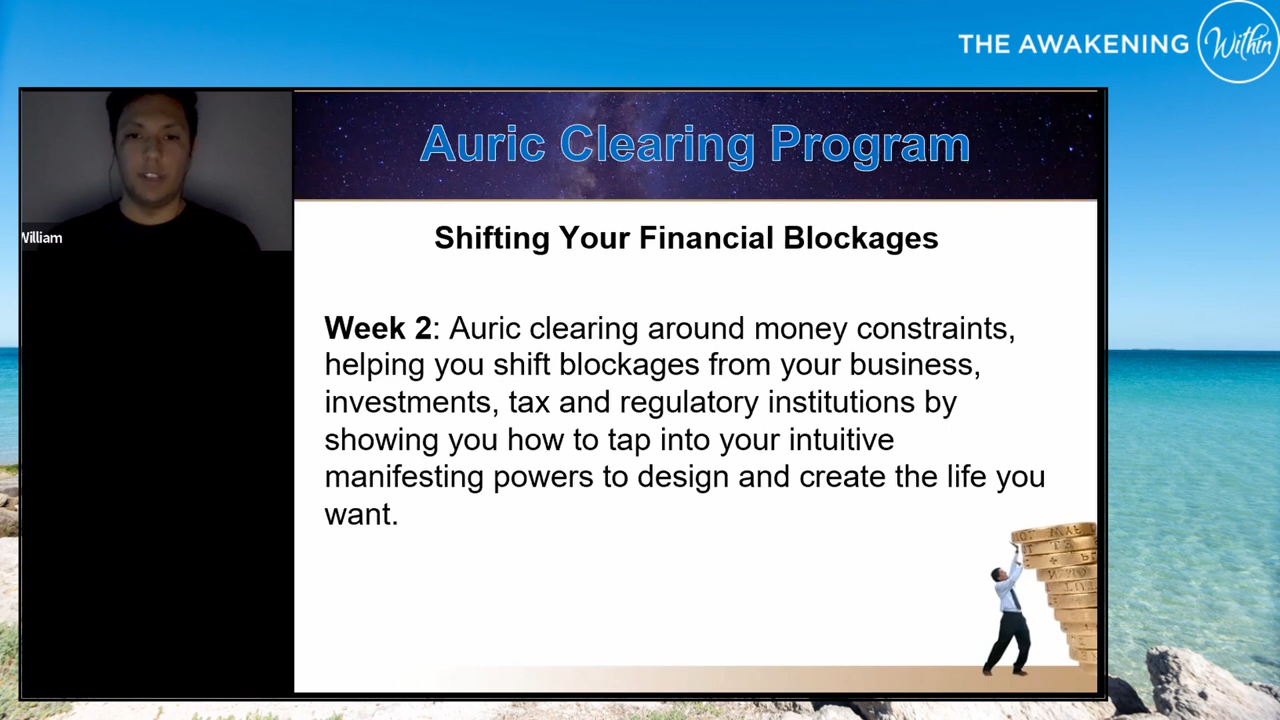 THE AWAKENING Within
Auric Clearing Program
William
Shifting Your Financial Blockages
Week 2: Auric clearing around money constraints,
helping you shift blockages from your business,
investments, tax and regulatory institutions by
showing you how to tap into your intuitive
manifesting powers to design and create the life you
want.